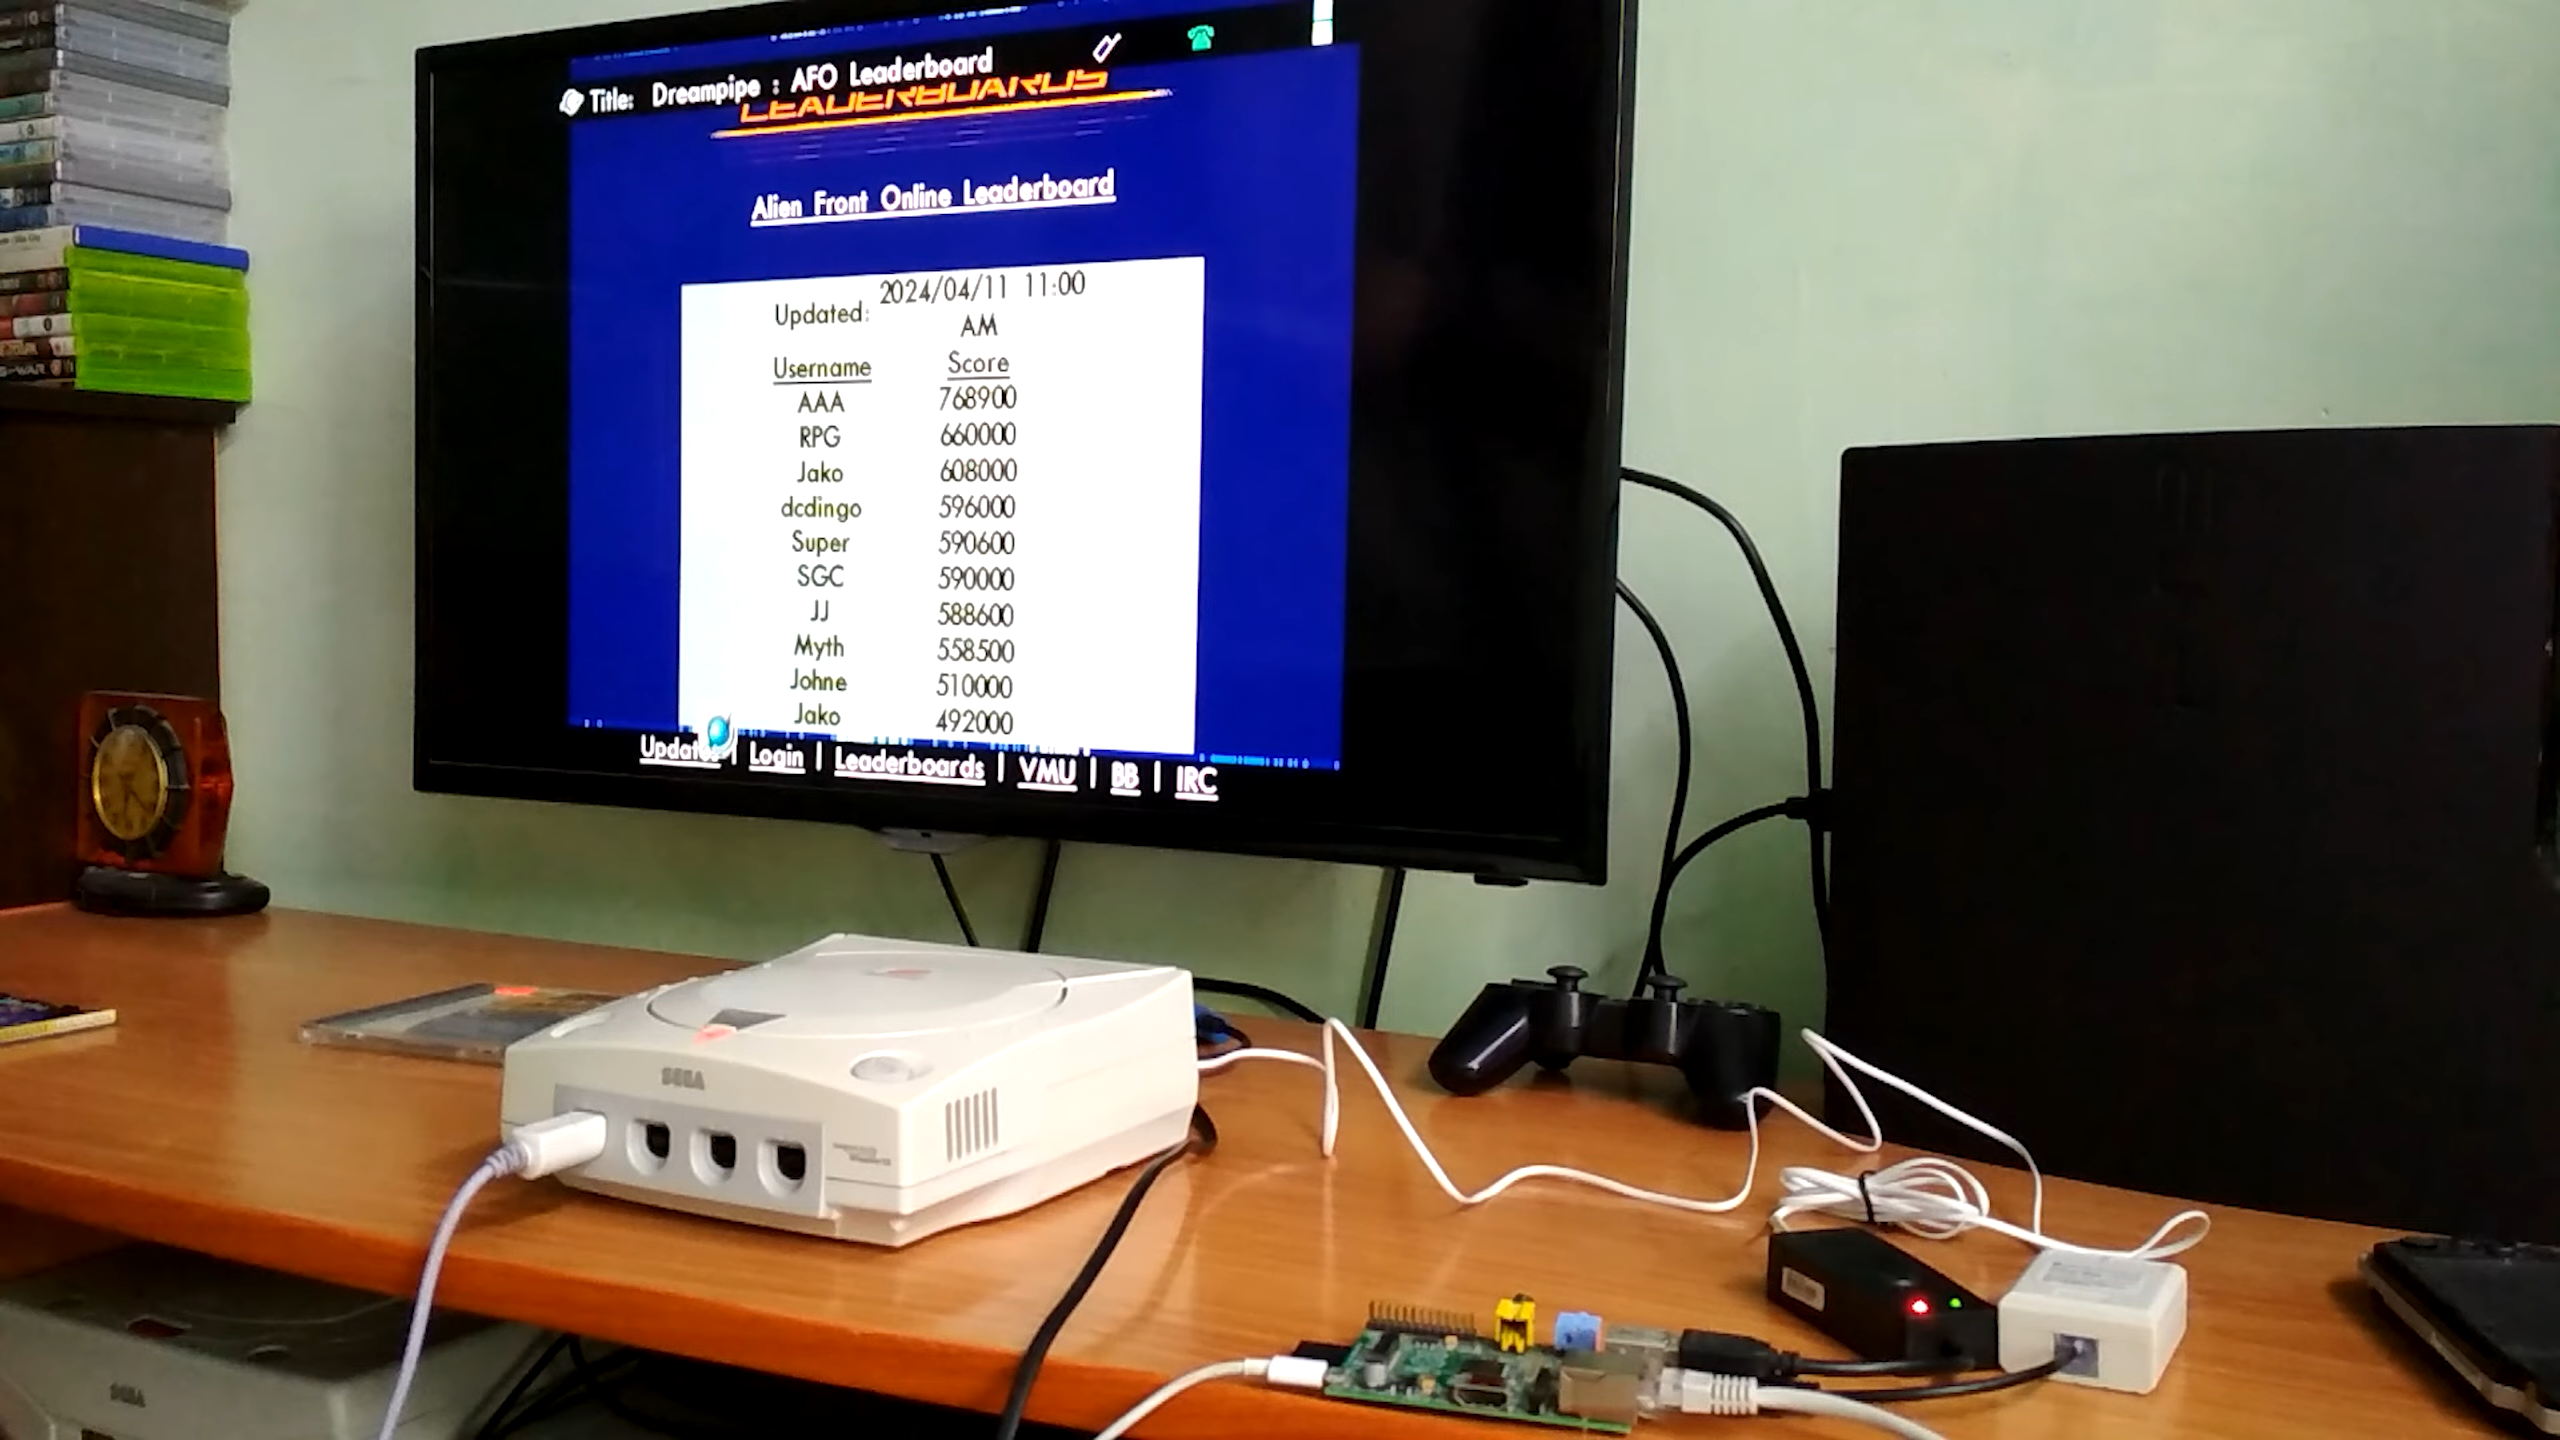 Title: Dreampipe : AFO Leaderboard
LEADERBOARDS
Alien Front Online Leaderboard
Updated: 2024/04/11 11:00 AM
Username Score
AAA 768900
RPG 660000
Jako 608000
dcdingo 596000
Super 590600
SGC 590000
JJ 588600
Myth 558500
Johne 510000
Jako 492000
Updates | Login | Leaderboards | VMU | BB | IRC
SEGA
SEGA